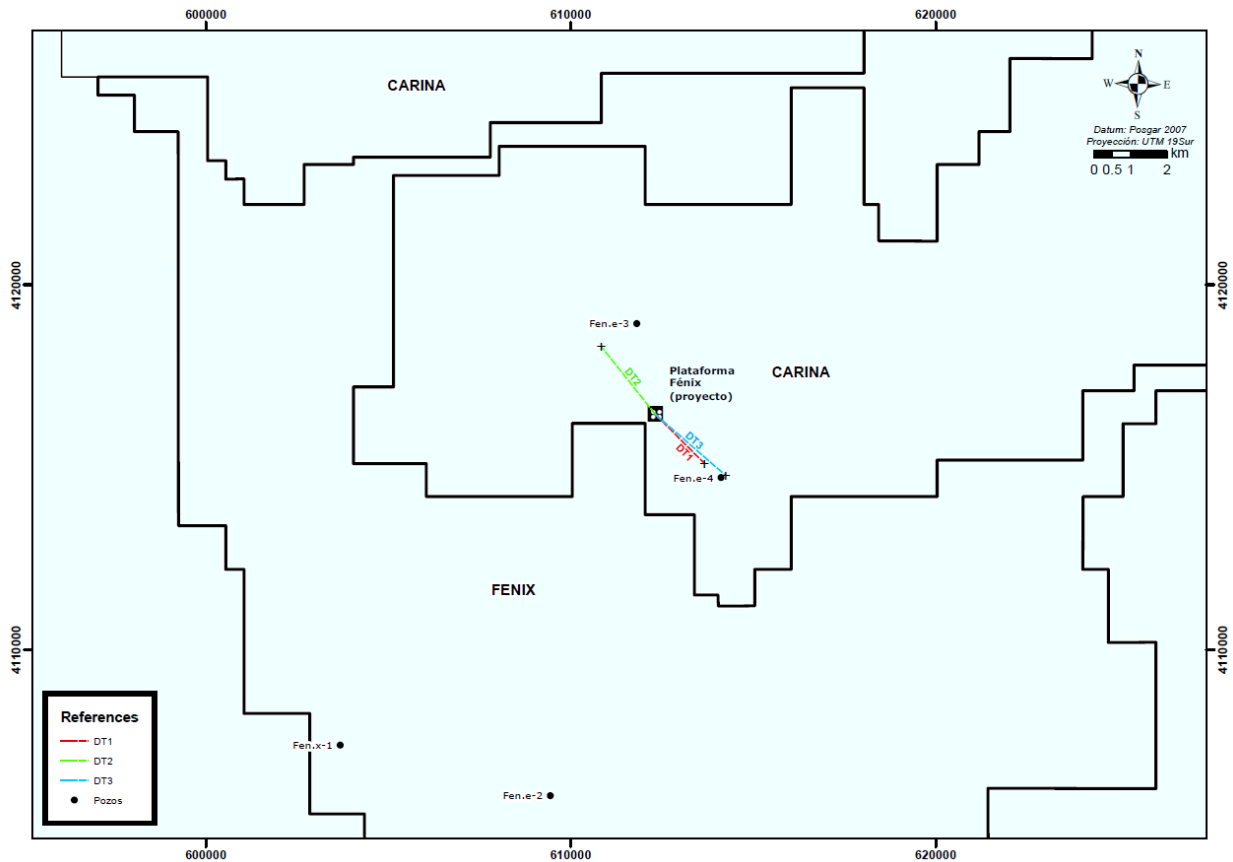 600000
610000
620000
CARINA
N
W
E
S
Datum: Posgar 2007
Proyección: UTM 19Sur
km
0 0.5 1 2
4120000
4120000
Fen.e-3
DT2
Plataforma
Fénix
(proyecto)
CARINA
DT3
DT1
Fen.e-4
FENIX
4110000
4110000
References
DT1
DT2
DT3
Pozos
Fen.x-1
Fen.e-2
600000
610000
620000